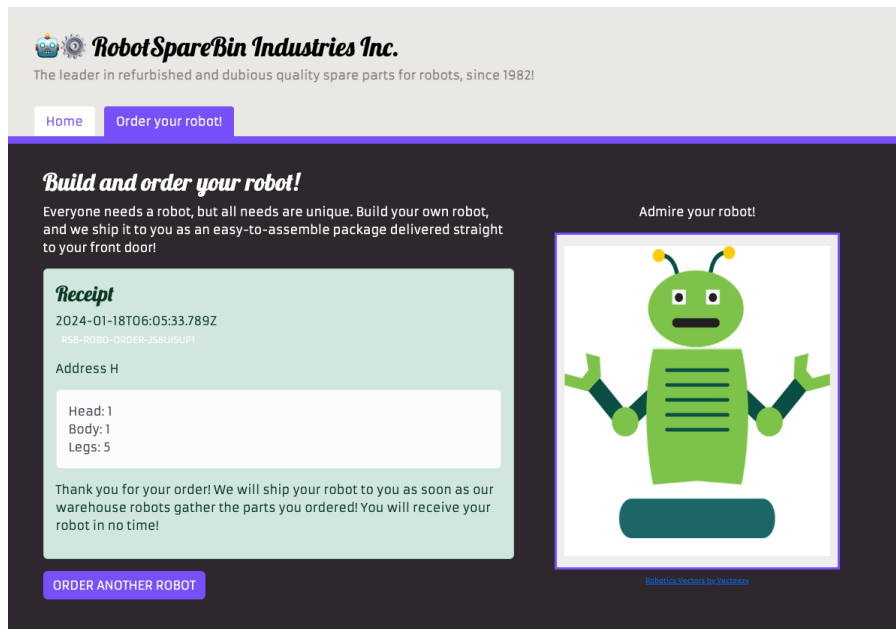 RobotSpareBin Industries Inc.
The leader in refurbished and dubious quality spare parts for robots, since 1982!
Home
Order your robot!
Build and order your robot!
Everyone needs a robot, but all needs are unique. Build your own robot,
and we ship it to you as an easy-to-assemble package delivered straight
to your front door!
Receipt
2024-01-18T06:05:33.789Z
Address H
Head: 1
Body: 1
Legs: 5
Thank you for your order! We will ship your robot to you as soon as our
warehouse robots gather the parts you ordered! You will receive your
robot in no time!
ORDER ANOTHER ROBOT
Admire your robot!
Robotics Vectors by Vecteezy